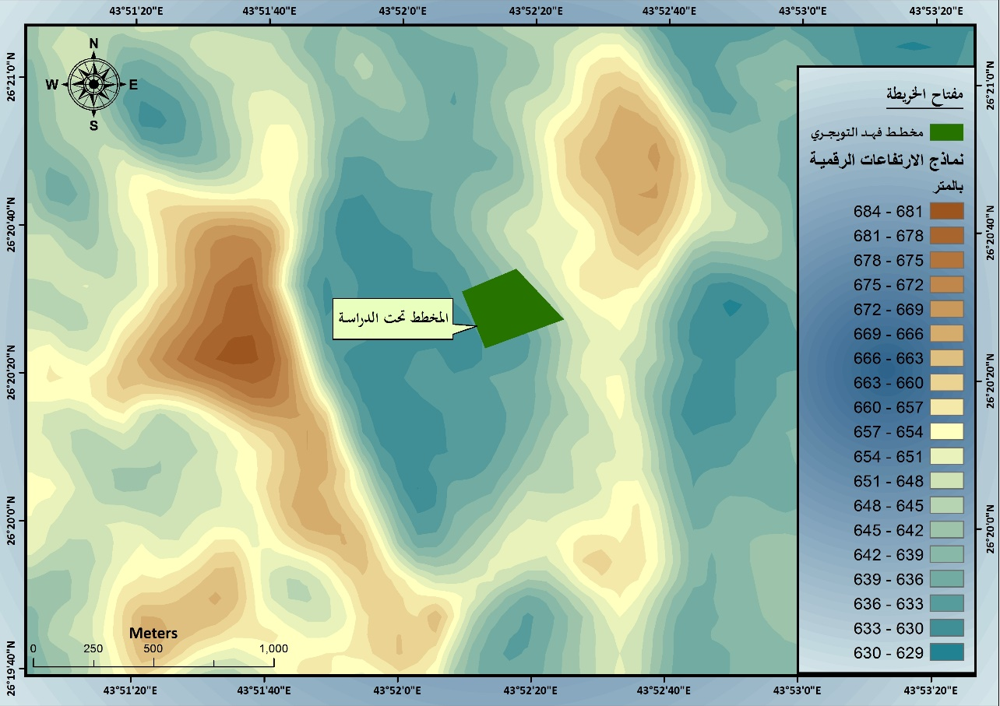 43°51'20"E
43°51'40"E
43°52'0"E
43°52'20"E
43°52'40"E
43°53'0"E
43°53'20"E
26°21'0"N
26°20'40"N
26°20'20"N
26°20'0"N
26°19'40"N
N
W
E
S
المخطط تحت الدراسة
Meters
0 250 500 1,000
مفتاح الخريطة
مخطط فهد التويجري
نماذج الارتفاعات الرقمية
بالمتر
684 - 681
681 - 678
678 - 675
675 - 672
672 - 669
669 - 666
666 - 663
663 - 660
660 - 657
657 - 654
654 - 651
651 - 648
648 - 645
645 - 642
642 - 639
639 - 636
636 - 633
633 - 630
630 - 629
26°21'0"N
26°20'40"N
26°20'20"N
26°20'0"N
43°51'20"E
43°51'40"E
43°52'0"E
43°52'20"E
43°52'40"E
43°53'0"E
43°53'20"E